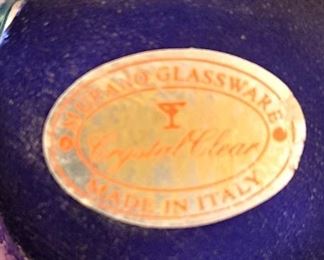 MURANO GLASSWARE
Crystal Clear
MADE IN ITALY